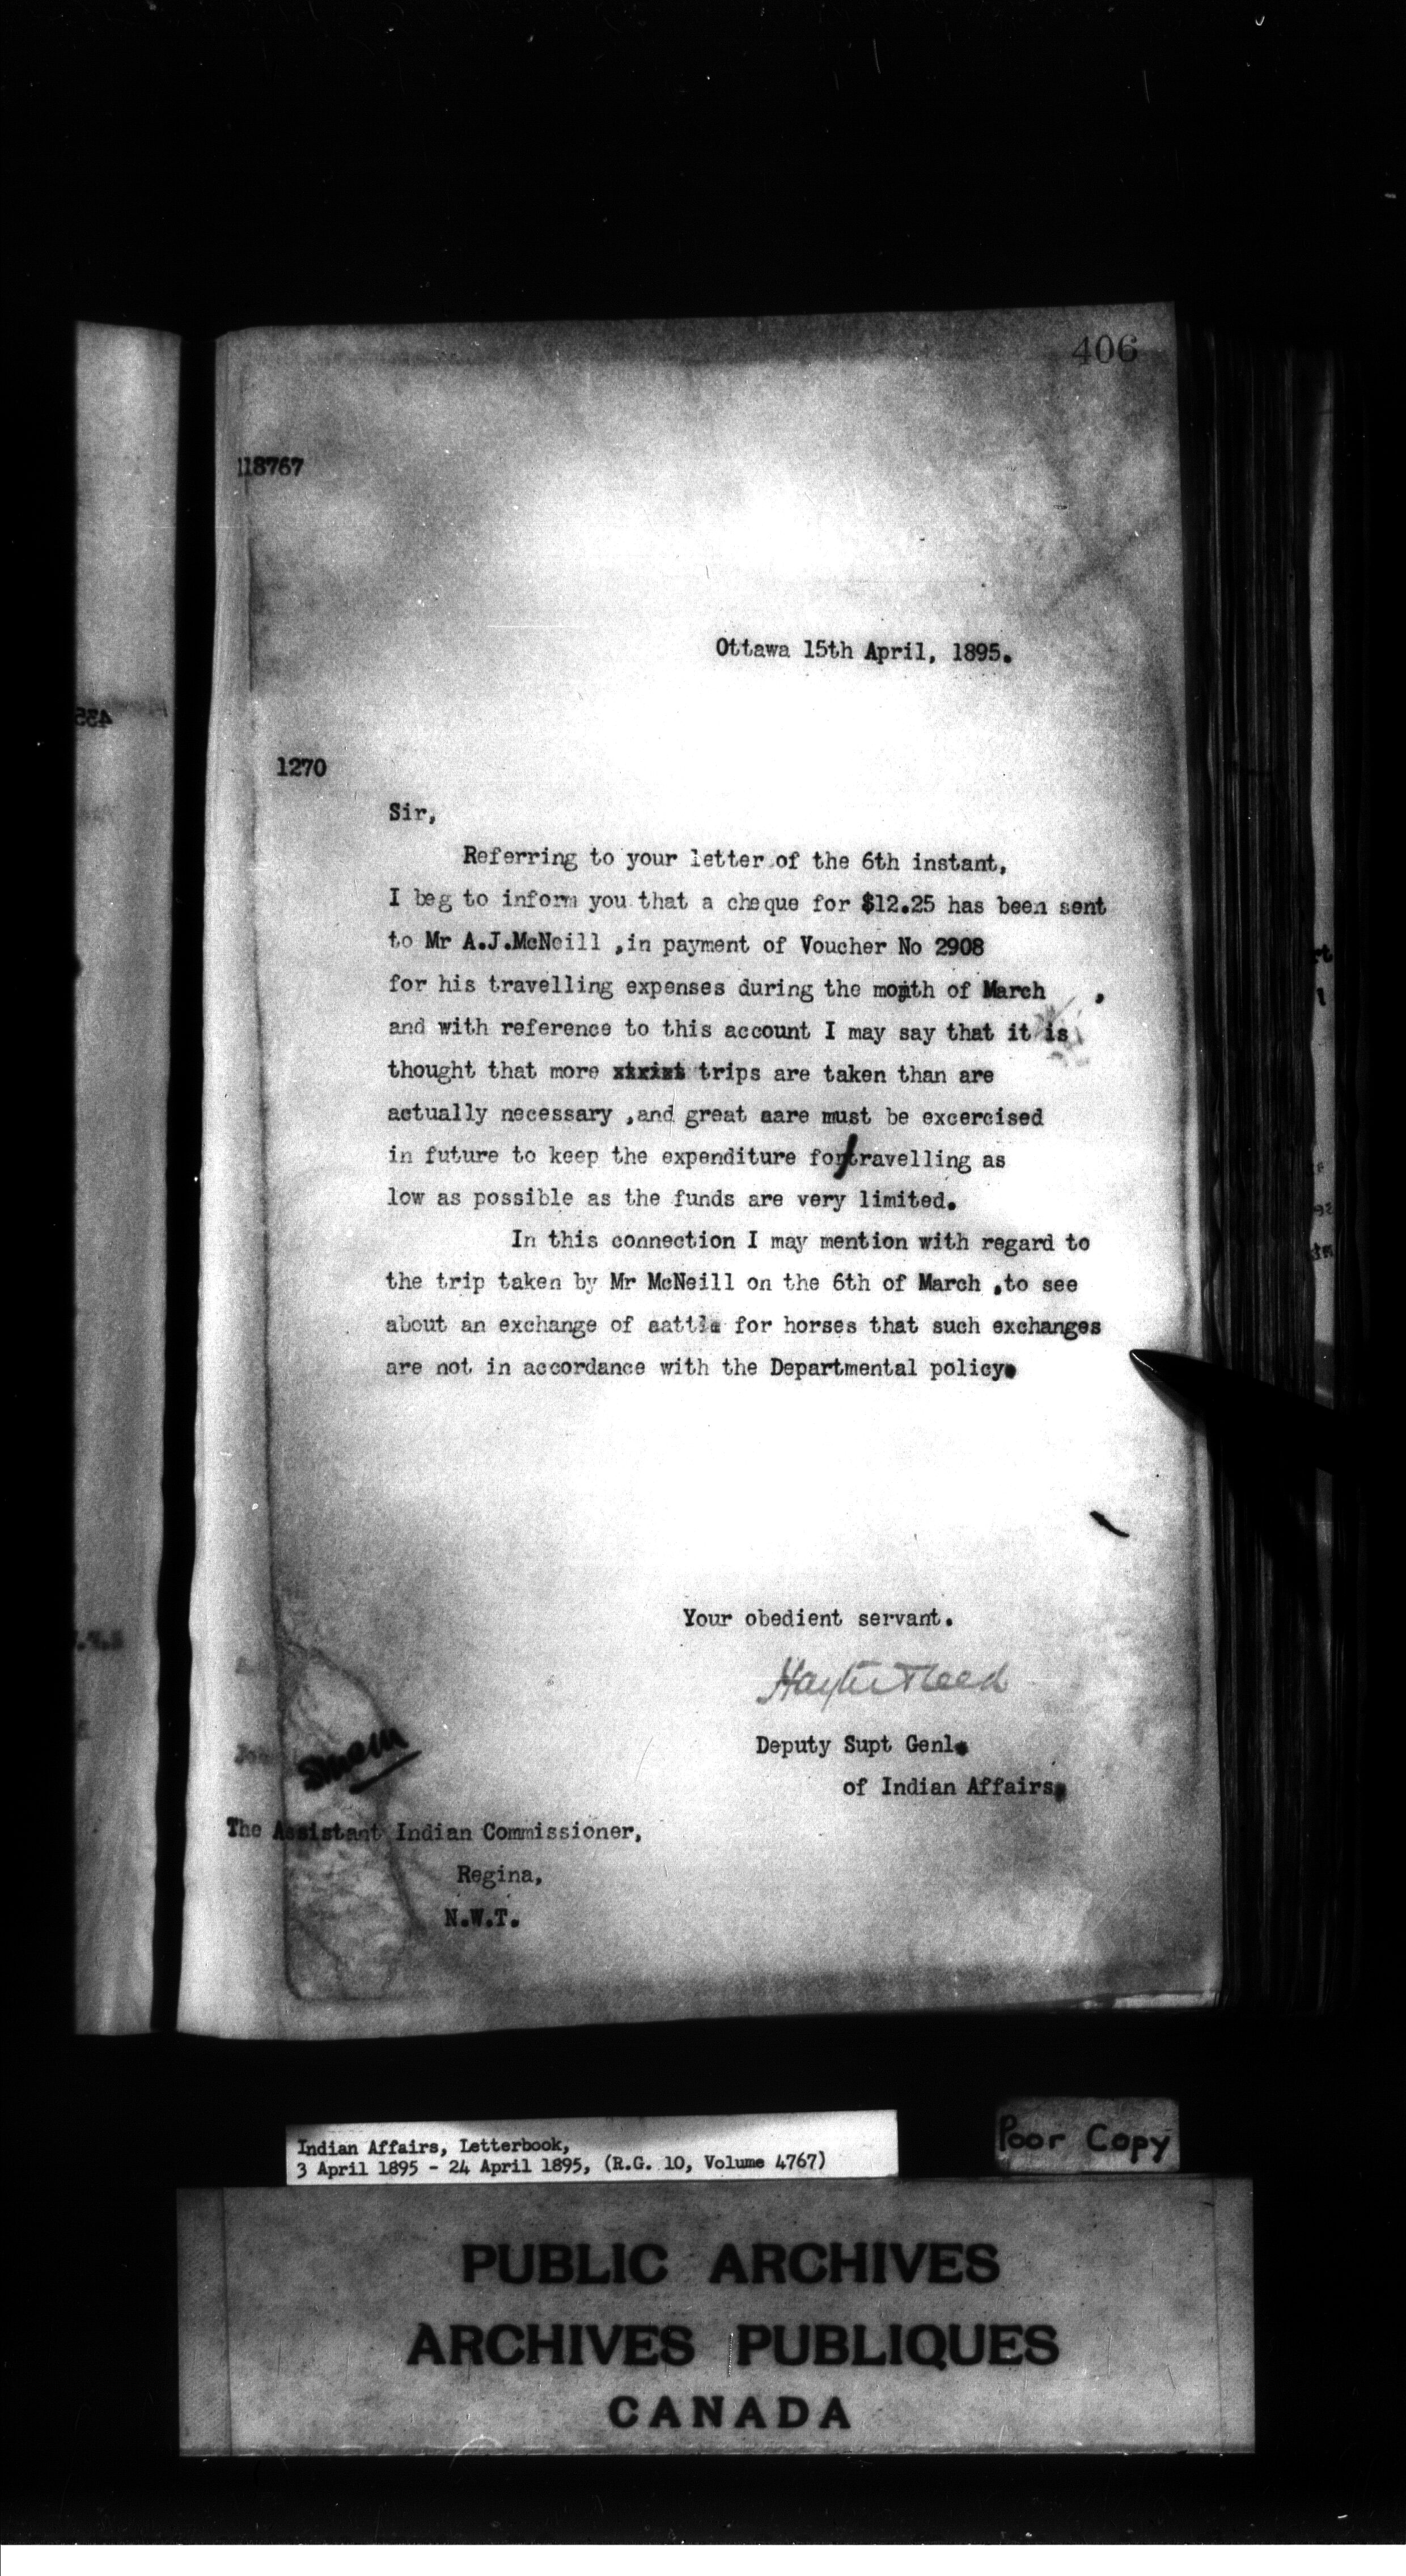 406
118767
Ottawa 15th April, 1895.
1270
Sir,
Referring to your letter of the 6th instant,
I beg to inform you that a cheque for $12.25 has been sent
to Mr A.J.McNeill ,in payment of Voucher No 2908
for his travelling expenses during the month of March ,
and with reference to this account I may say that it is
thought that more trips are taken than are
actually necessary ,and great aare must be excercised
in future to keep the expenditure for/travelling as
low as possible as the funds are very limited.
In this connection I may mention with regard to
the trip taken by Mr McNeill on the 6th of March ,to see
about an exchange of aattle for horses that such exchanges
are not in accordance with the Departmental policy.
Your obedient servant.
Hayter Reed
Deputy Supt Genl.
of Indian Affairs.
The Assistant Indian Commissioner,
Regina,
N.W.T.
Indian Affairs, Letterbook,
3 April 1895 - 24 April 1895, (R.G. 10, Volume 4767)
Poor Copy
PUBLIC ARCHIVES
ARCHIVES PUBLIQUES
CANADA